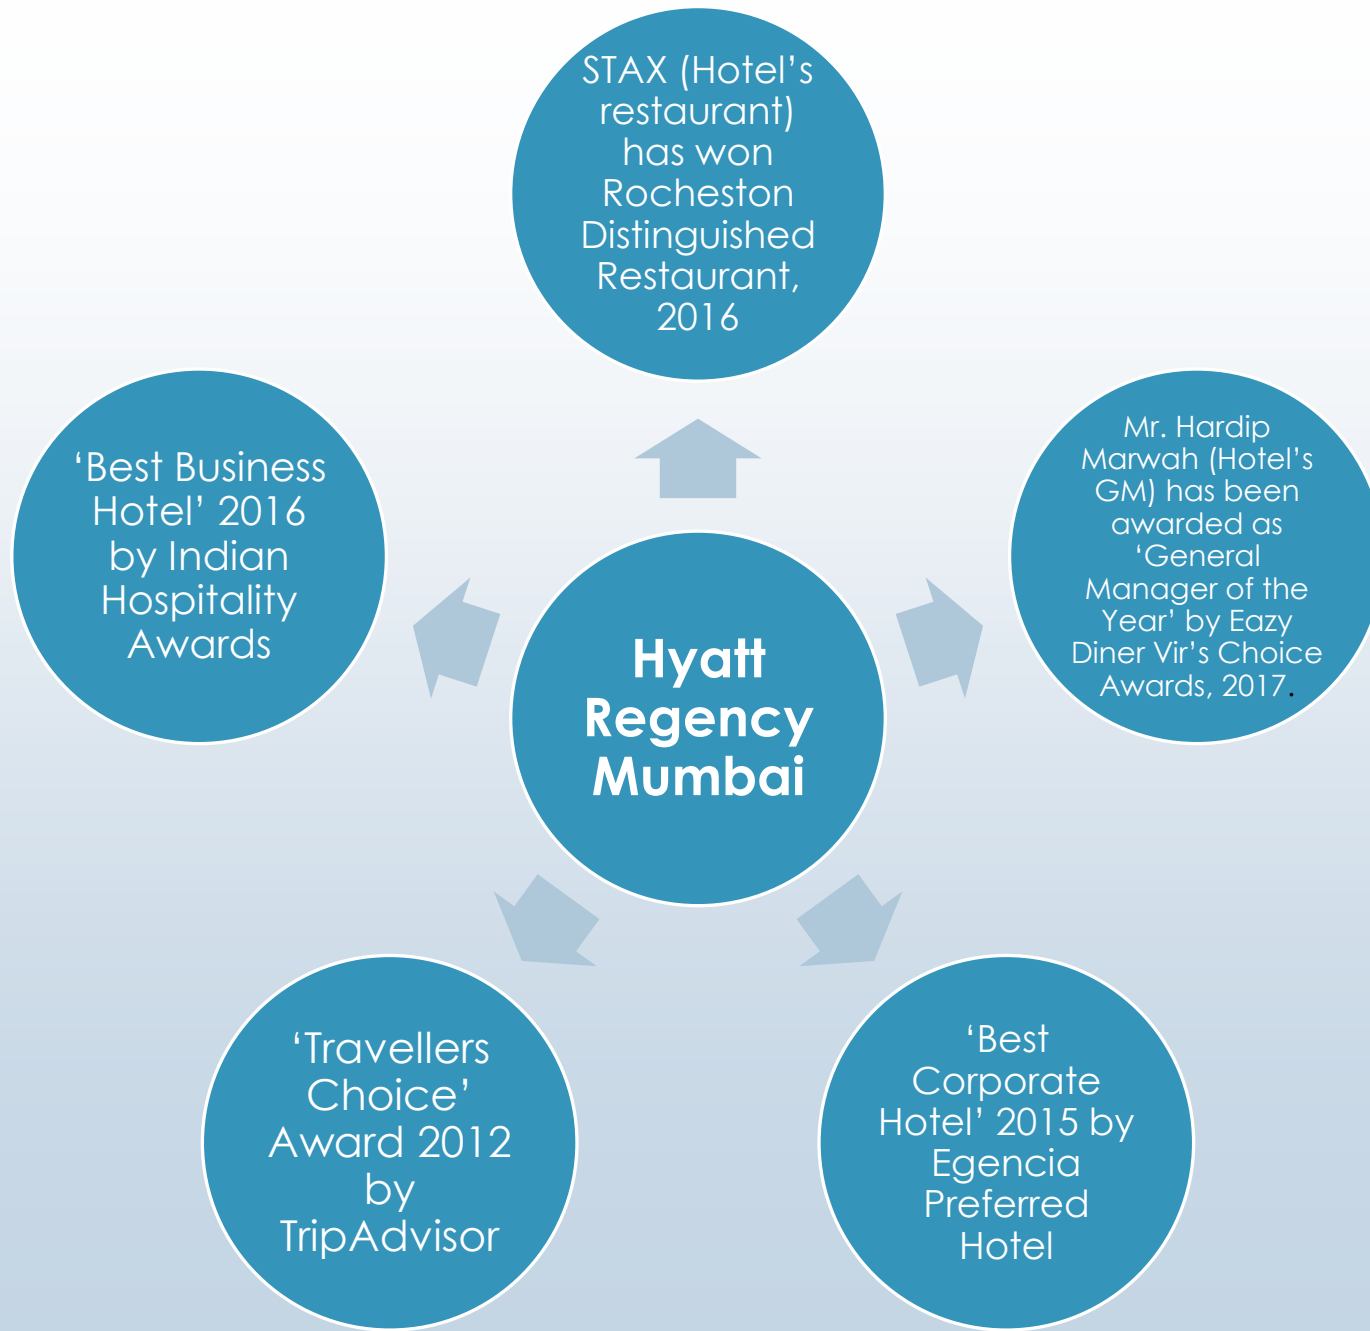 STAX (Hotel’s
restaurant)
has won
Rocheston
Distinguished
Restaurant,
2016
Mr. Hardip
Marwah (Hotel’s
GM) has been
awarded as
‘General
Manager of the
Year’ by Eazy
Diner Vir’s Choice
Awards, 2017.
‘Best
Corporate
Hotel’ 2015 by
Egencia
Preferred
Hotel
‘Travellers
Choice’
Award 2012
by
TripAdvisor
‘Best Business
Hotel’ 2016
by Indian
Hospitality
Awards
Hyatt
Regency
Mumbai